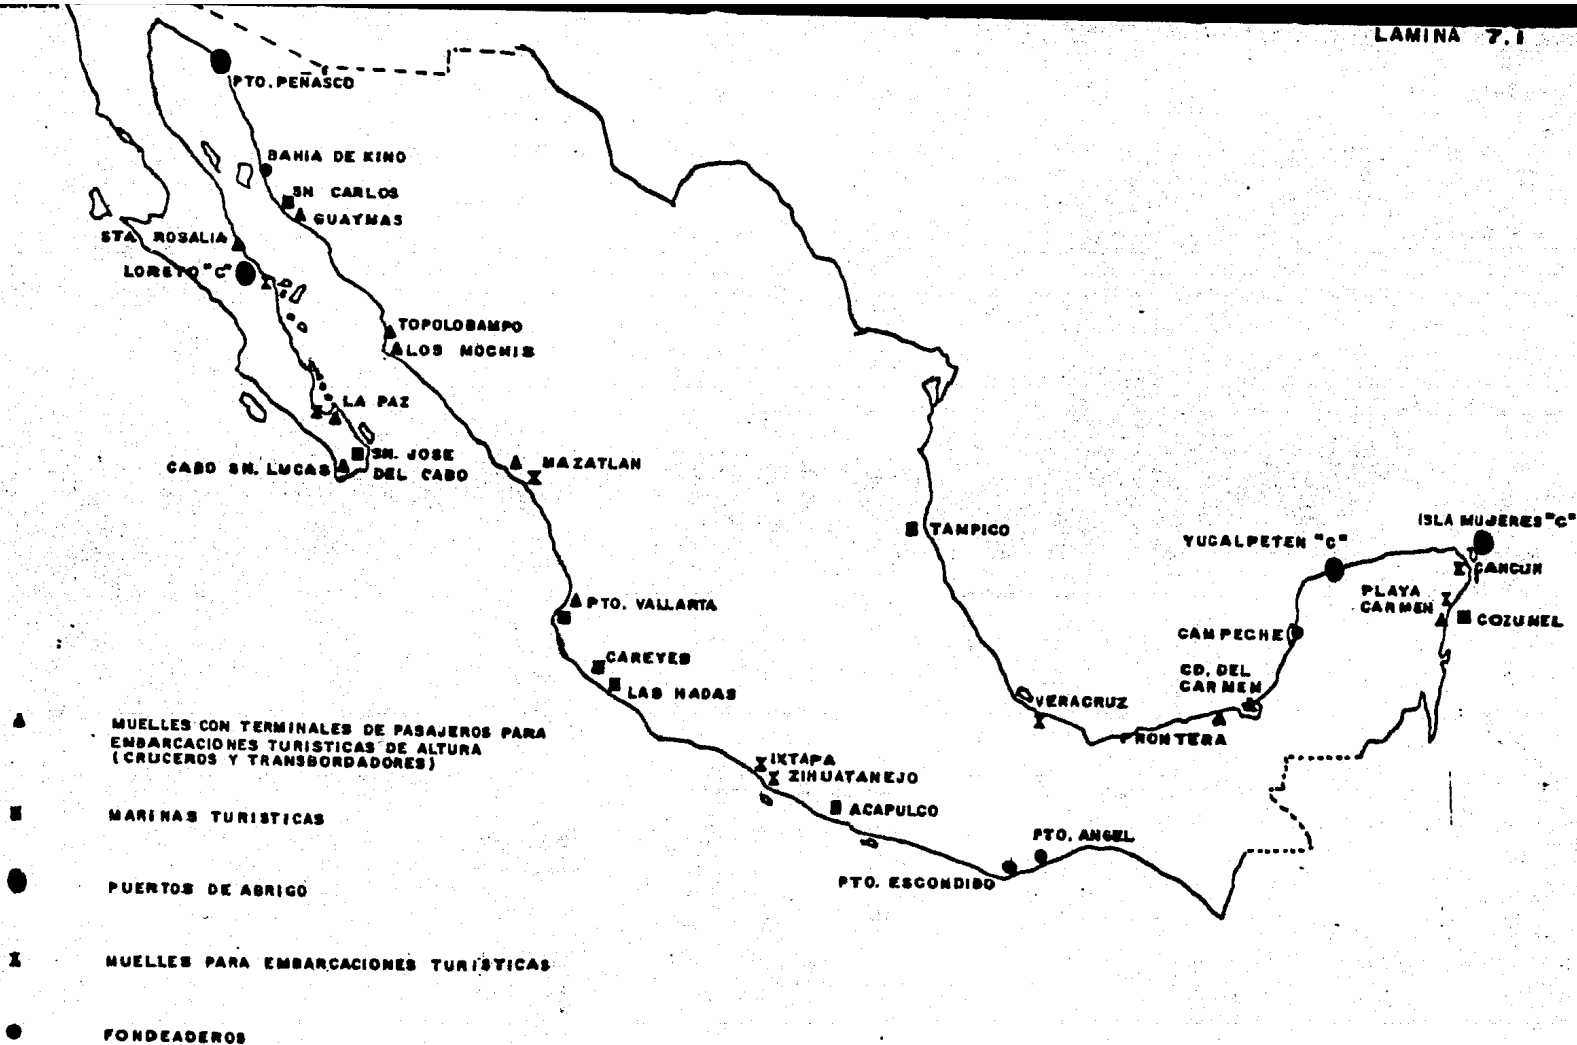 LAMINA 7.1
PTO. PEÑASCO
BAHIA DE KINO
SN CARLOS
GUAYMAS
STA. ROSALIA
LORETO "C"
TOPOLOBAMPO
LOS MOCHIS
LA PAZ
SN. JOSE
DEL CABO
CABO SN. LUCAS
MAZATLAN
TAMPICO
ISLA MUJERES "C"
YUCALPETEN "C"
CANCUN
PLAYA
CARMEN
COZUMEL
PTO. VALLARTA
CAMPECHE
CAREYES
LAS HADAS
CD. DEL
CARMEN
VERACRUZ
FRONTERA
IXTAPA
ZIHUATANEJO
ACAPULCO
PTO. ANGEL
PTO. ESCONDIDO
MUELLES CON TERMINALES DE PASAJEROS PARA
EMBARCACIONES TURISTICAS DE ALTURA
(CRUCEROS Y TRANSBORDADORES)
MARINAS TURISTICAS
PUERTOS DE ABRIGO
MUELLES PARA EMBARCACIONES TURISTICAS
FONDEADEROS